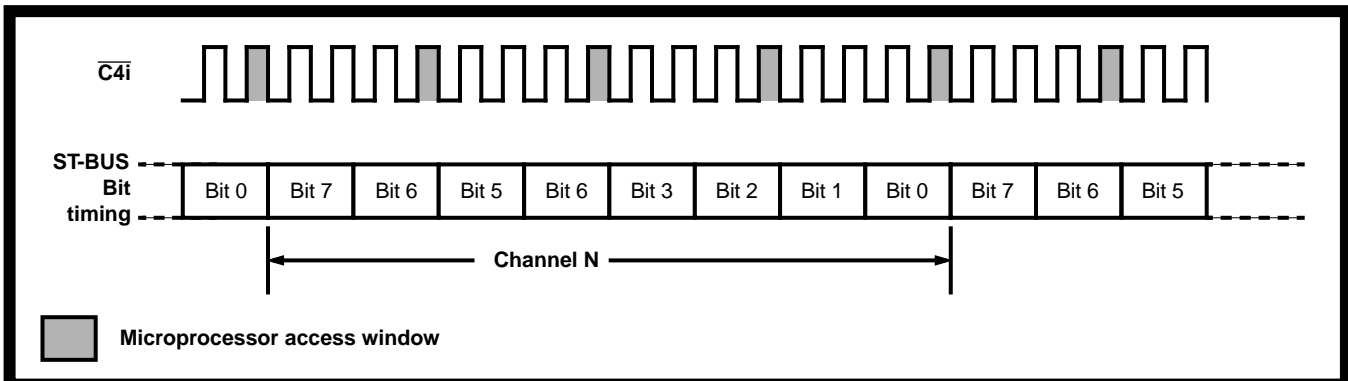 C4i
ST-BUS
Bit
timing
Bit 0 Bit 7 Bit 6 Bit 5 Bit 6 Bit 3 Bit 2 Bit 1 Bit 0 Bit 7 Bit 6 Bit 5
Channel N
Microprocessor access window